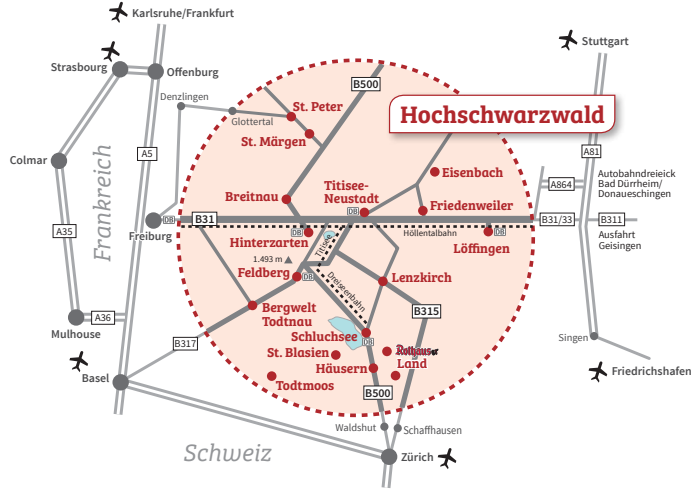 Karlsruhe/Frankfurt
Stuttgart
Strasbourg
Offenburg
B500
Denzlingen
St. Peter
Hochschwarzwald
Glottertal
St. Märgen
A81
A5
Colmar
Frankreich
Eisenbach
Autobahndreieick
A864
Bad Dürrheim/
Donaueschingen
Titisee-
Neustadt
Breitnau
Friedenweiler
DB
B31
DB
B31/33
B311
A35
Freiburg
DB
Höllentalbahn
DB
Ausfahrt
Geisingen
Hinterzarten
Titisee
Löffingen
1.493 m
Feldberg
DB
Lenzkirch
Dreiseenbahn
Bergwelt
Todtnau
B315
A36
Mulhouse
Schluchsee
DB
Singen
B317
St. Blasien
Häusern
Land
Friedrichshafen
Basel
Todtmoos
B500
Waldshut
Schaffhausen
Schweiz
Zürich